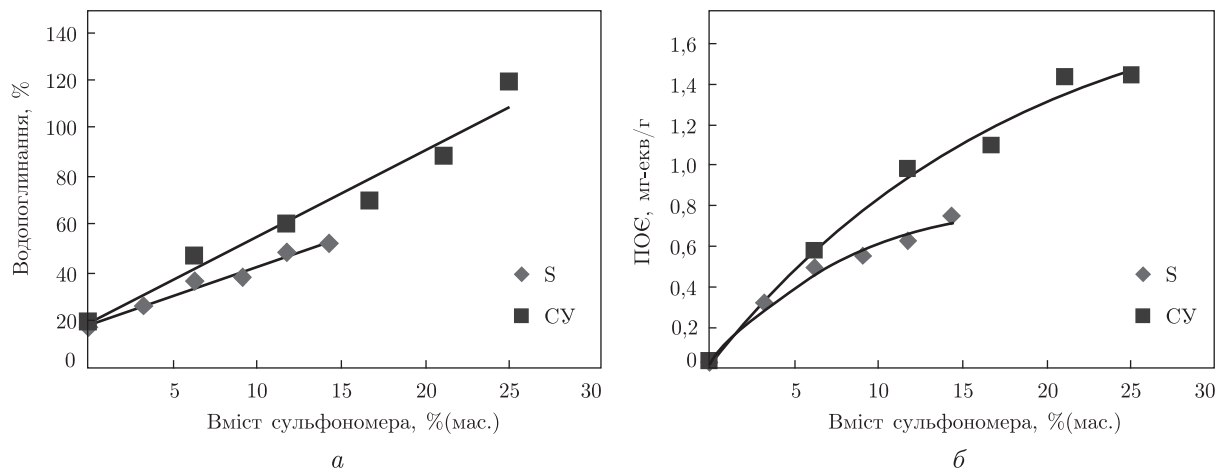 Водопоглинання, %
140
120
100
80
60
40
20
0
5
10
15
20
25
30
S
СУ
Вміст сульфономера, %(мас.)
а
ПОЄ, мг-екв/г
1,6
1,4
1,2
1,0
0,8
0,6
0,4
0,2
0
5
10
15
20
25
30
S
СУ
Вміст сульфономера, %(мас.)
б